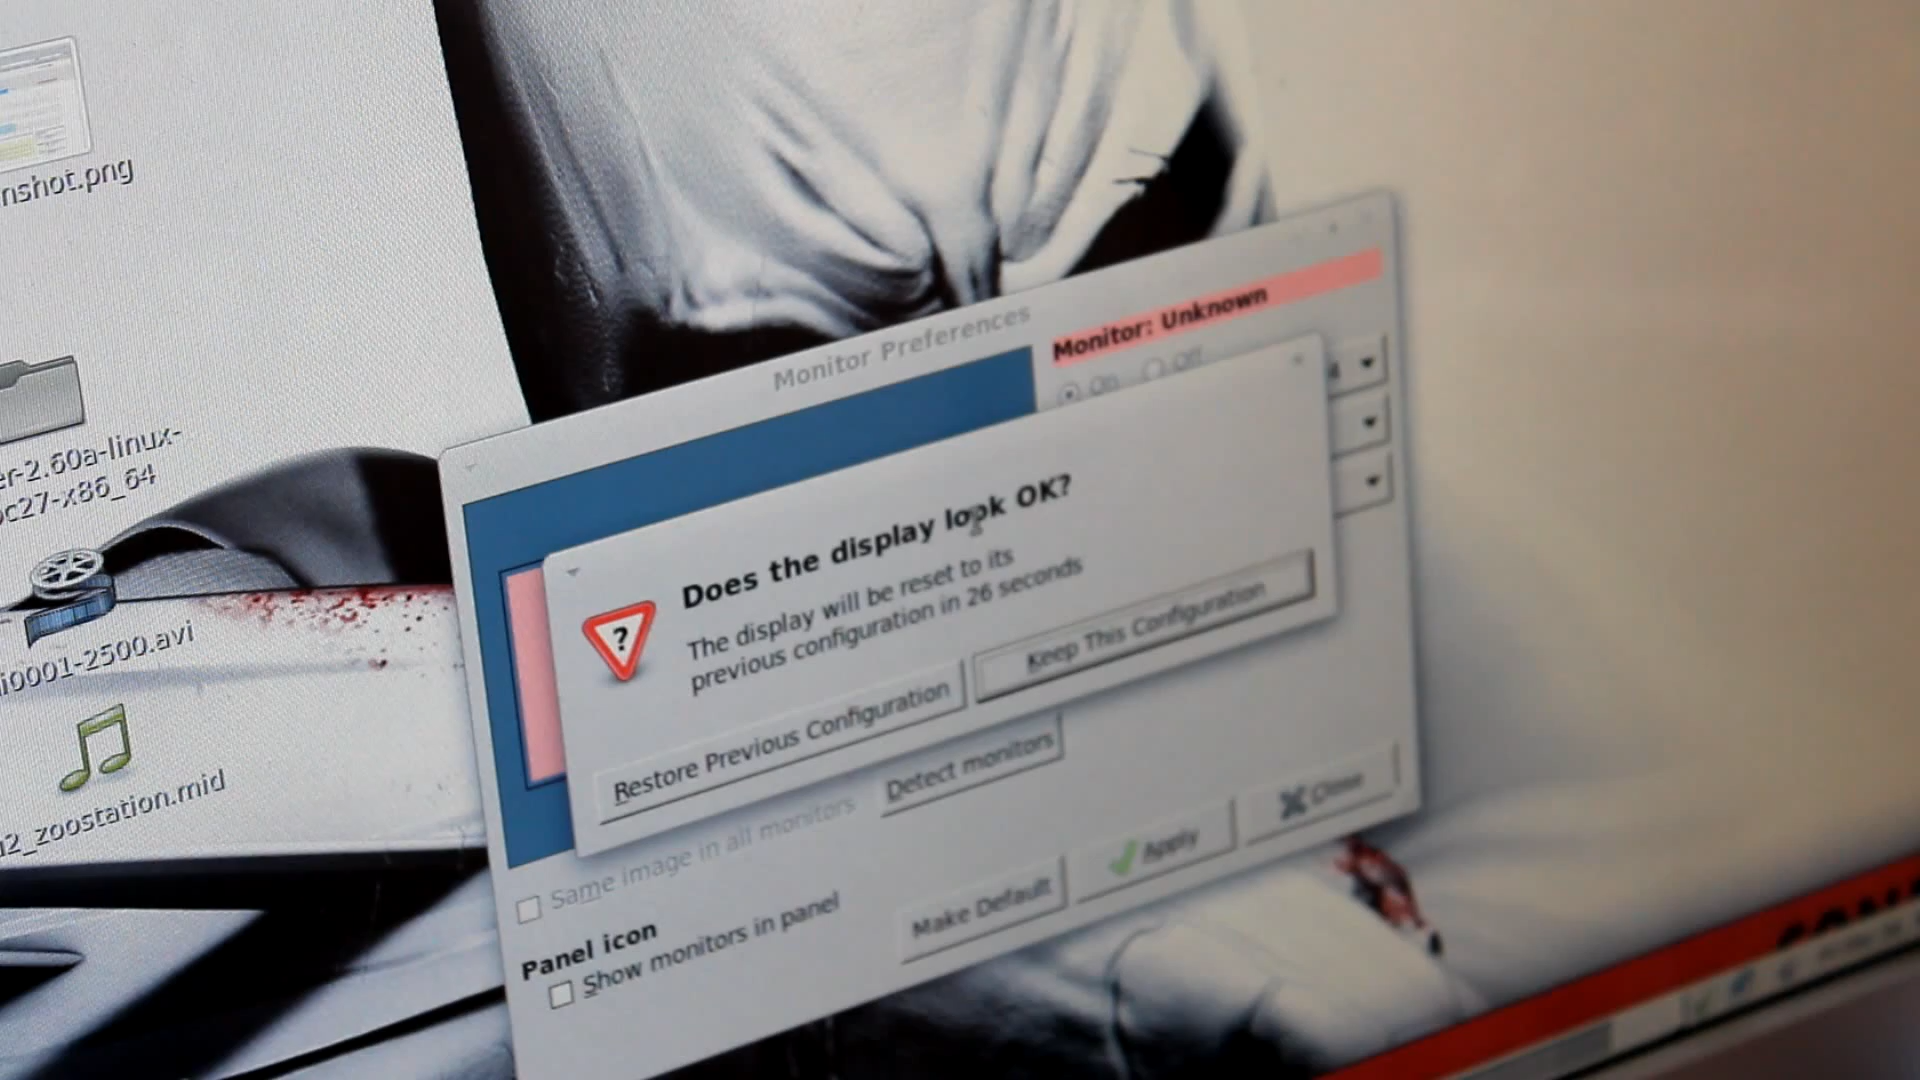 nshot.png
er-2.60a-linux-
c27-x86_64
i0001-2500.avi
2_zoostation.mid
Monitor Preferences
Monitor: Unknown
On
Off
Does the display look OK?
The display will be reset to its
previous configuration in 26 seconds
Restore Previous Configuration
Keep This Configuration
Same image in all monitors
Detect monitors
Panel icon
Show monitors in panel
Make Default
Apply
Close